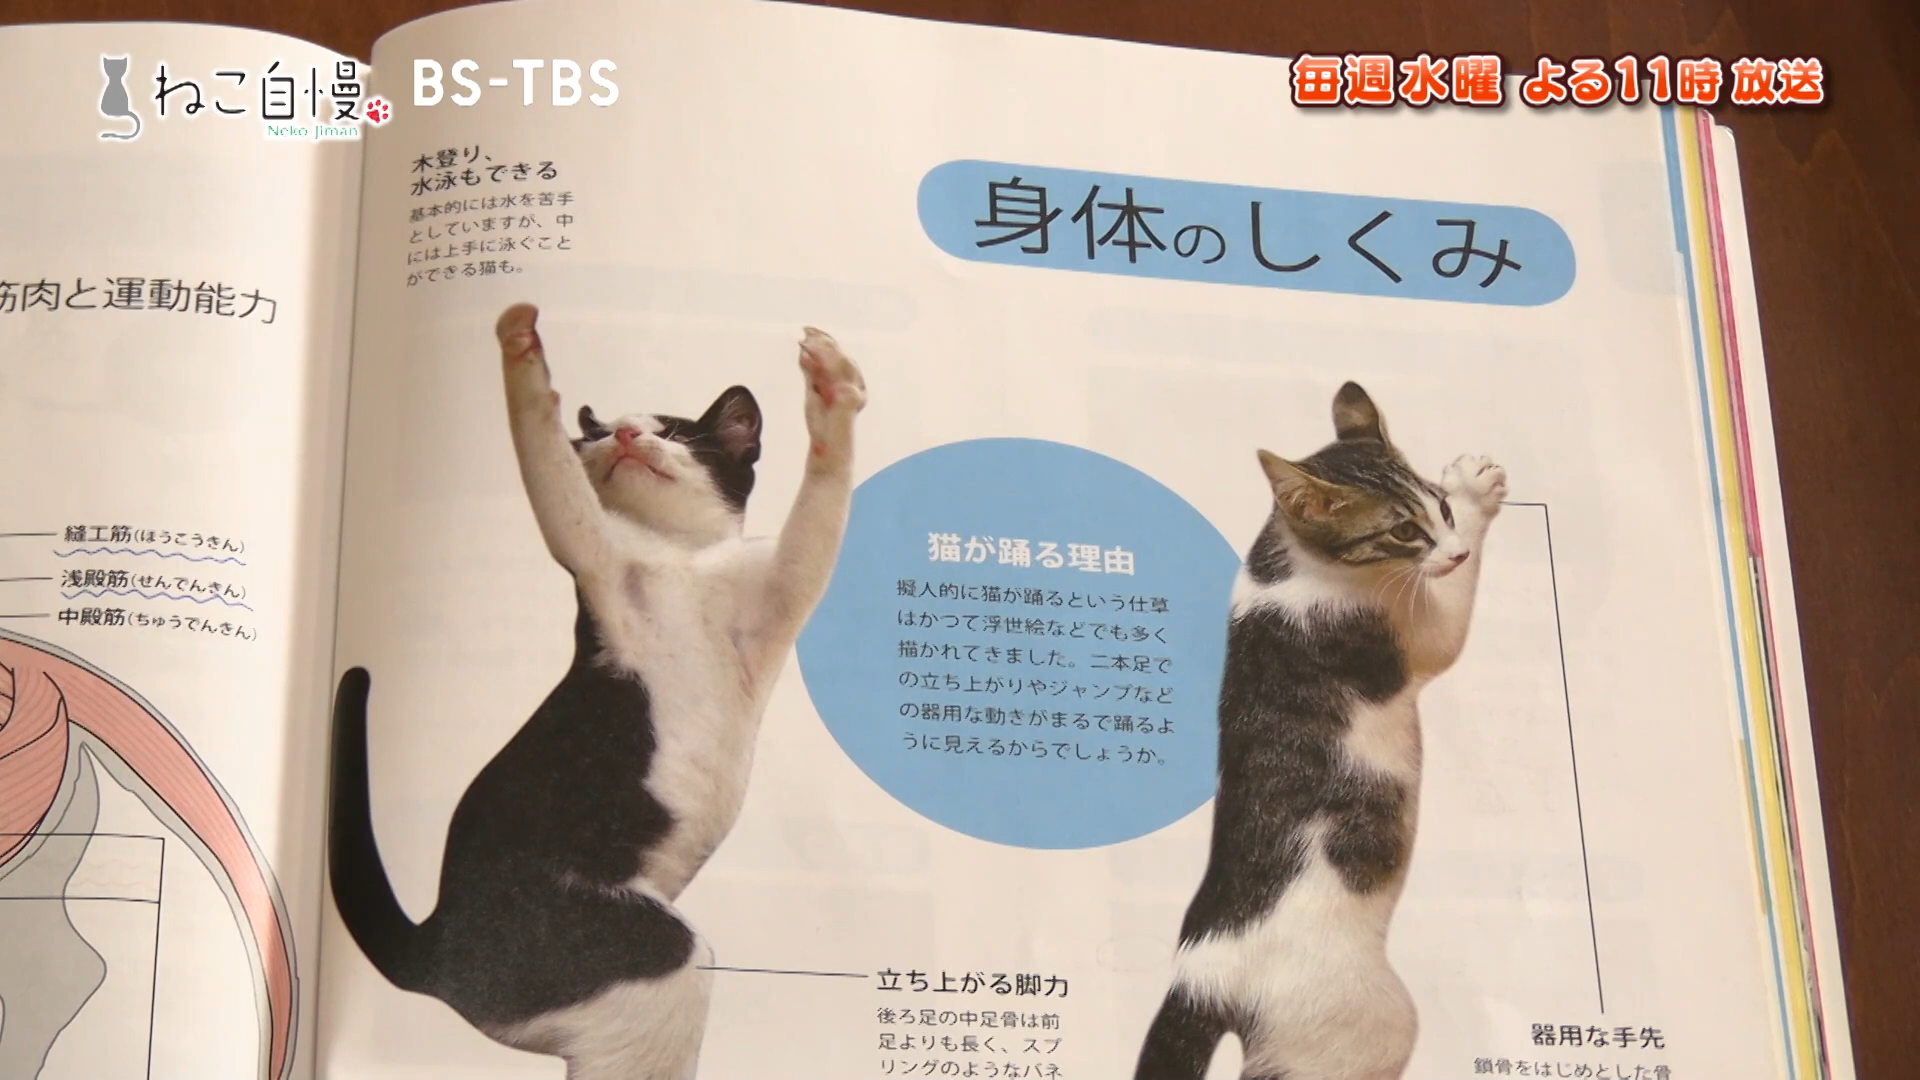 ねこ自慢
Neko Jiman
BS-TBS
毎週水曜 よる11時 放送
筋肉と運動能力
縫工筋(ほうこうきん)
浅殿筋(せんでんきん)
中殿筋(ちゅうでんきん)
木登り、
水泳もできる
基本的には水を苦手
としていますが、中
には上手に泳ぐこと
ができる猫も。
身体のしくみ
猫が踊る理由
擬人的に猫が踊るという仕草
はかつて浮世絵などでも多く
描かれてきました。二本足で
の立ち上がりやジャンプなど
の器用な動きがまるで踊るよ
うに見えるからでしょうか。
立ち上がる脚力
後ろ足の中足骨は前
足よりも長く、スプ
リングのようなバネ
器用な手先
鎖骨をはじめとした骨